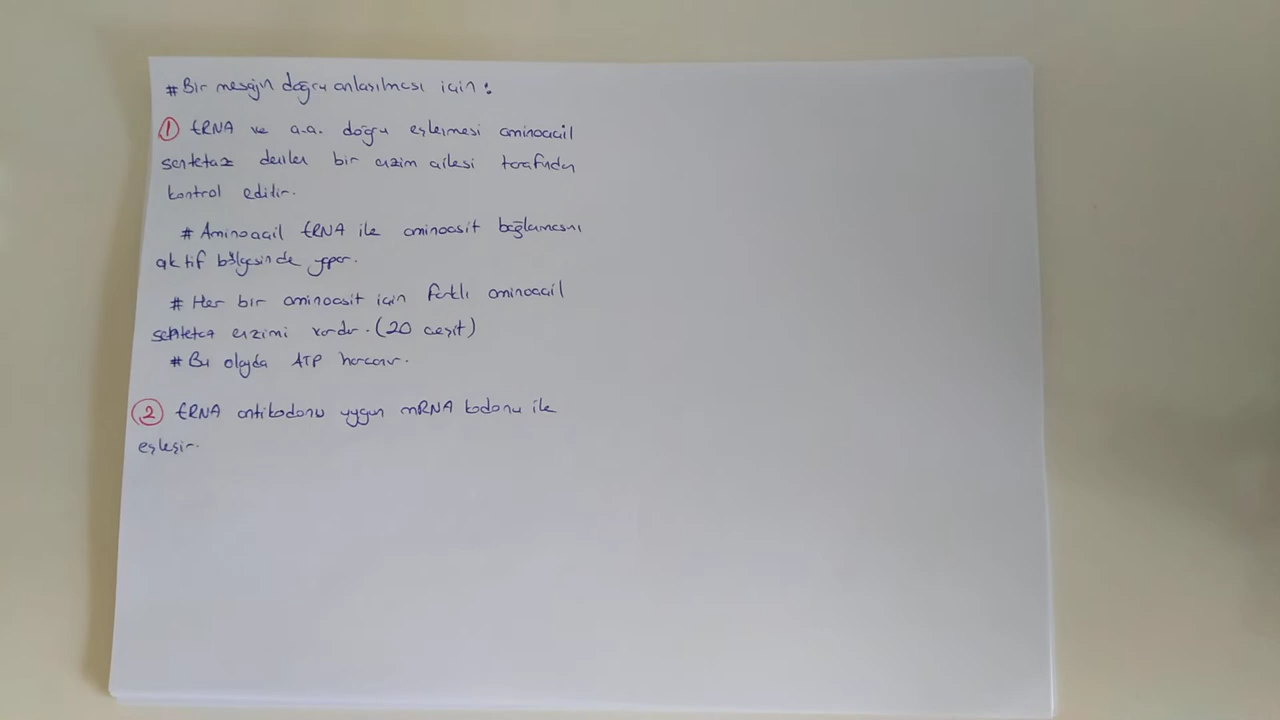 # Bir mesajın doğru anlaşılması için:
① tRNA ve a.a. doğru eşleşmesi aminoacil
sentetaz denilen bir enzim ailesi tarafından
kontrol edilir.
# Aminoacil tRNA ile aminoasit bağlanmasını
aktif bölgesinde yapar.
# Her bir aminoasit için farklı aminoacil
sentetaz enzimi vardır. (20 çeşit)
# Bu olayda ATP harcanır.
② tRNA antikodonu uygun mRNA kodonu ile
eşleşir.